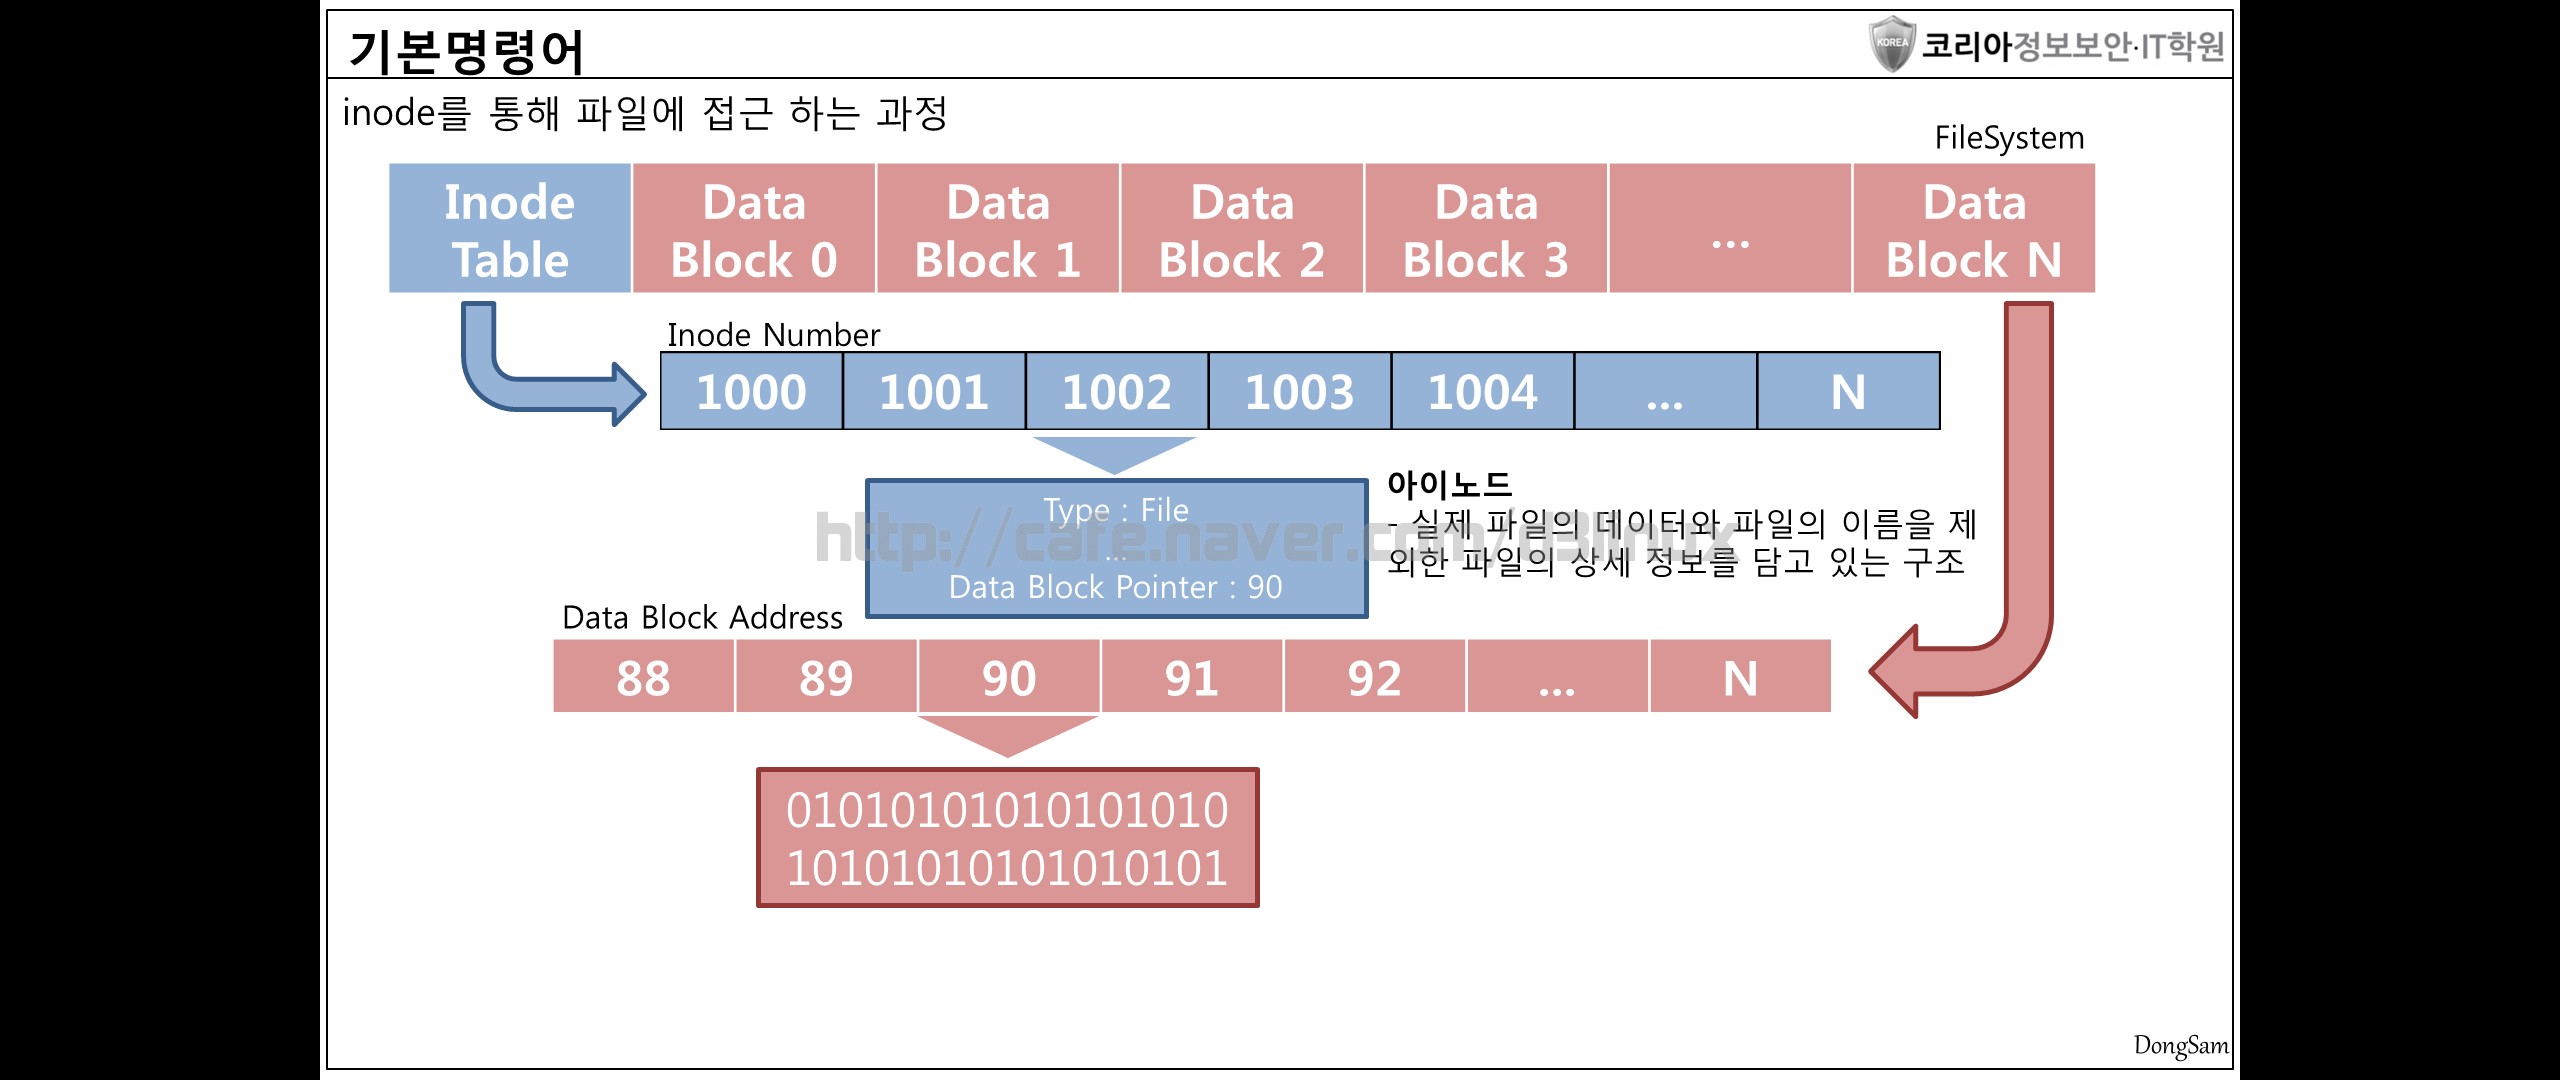 기본명령어
KOREA 코리아정보보안·IT학원
inode를 통해 파일에 접근 하는 과정
FileSystem
Inode Table
Data Block 0
Data Block 1
Data Block 2
Data Block 3
...
Data Block N
Inode Number
1000 1001 1002 1003 1004 ... N
Type : File
...
Data Block Pointer : 90
아이노드
- 실제 파일의 데이터와 파일의 이름을 제
외한 파일의 상세 정보를 담고 있는 구조
http://cafe.naver.com/d3linux
Data Block Address
88 89 90 91 92 ... N
01010101010101010
10101010101010101
DongSam